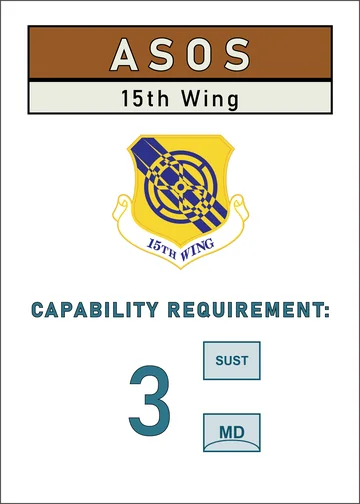 ASOS
15th Wing
15TH WING
CAPABILITY REQUIREMENT:
SUST
3
MD